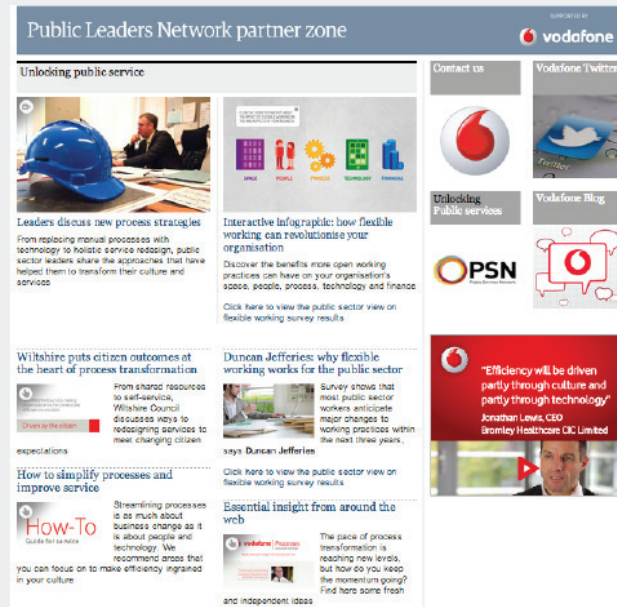 Public Leaders Network partner zone
SUPPORTED BY
vodafone
Unlocking public service
Leaders discuss new process strategies
From replacing manual processes with
technology to holistic service redesign, public
sector leaders share the approaches that have
helped them to transform their culture and
services
SPACE
PEOPLE
PROCESS
TECHNOLOGY
FINANCIAL
Interactive infographic: how flexible
working can revolutionise your
organisation
Discover the benefits more open working
practices can have on your organisation's
space, people, process, technology and finance
Click here to view the public sector view on
flexible working survey results
Wiltshire puts citizen outcomes at
the heart of process transformation
Driven by the citizen
From shared resources
to self-service,
Wiltshire Council
discusses ways to
redesigning services to
meet changing citizen
expectations
How to simplify processes and
improve service
How-To
Guide for service
Streamlining processes
is as much about
business change as it
is about people and
technology. We
recommend areas that
you can focus on to make efficiency ingrained
in your culture
Duncan Jefferies: why flexible
working works for the public sector
Survey shows that
most public sector
workers anticipate
major changes to
working practices within
the next three years,
says Duncan Jefferies
Click here to view the public sector view on
flexible working survey results
Essential insight from around the
web
vodafone Processes
The pace of process
transformation is
reaching new levels,
but how do you keep
the momentum going?
Find here some fresh
and independent ideas
Contact us
Vodafone Twitter
Twitter
Unlocking
Public services
Vodafone Blog
PSN
Public Services Network
"Efficiency will be driven
partly through culture and
partly through technology"
Jonathan Lewis, CEO
Bromley Healthcare CIC Limited